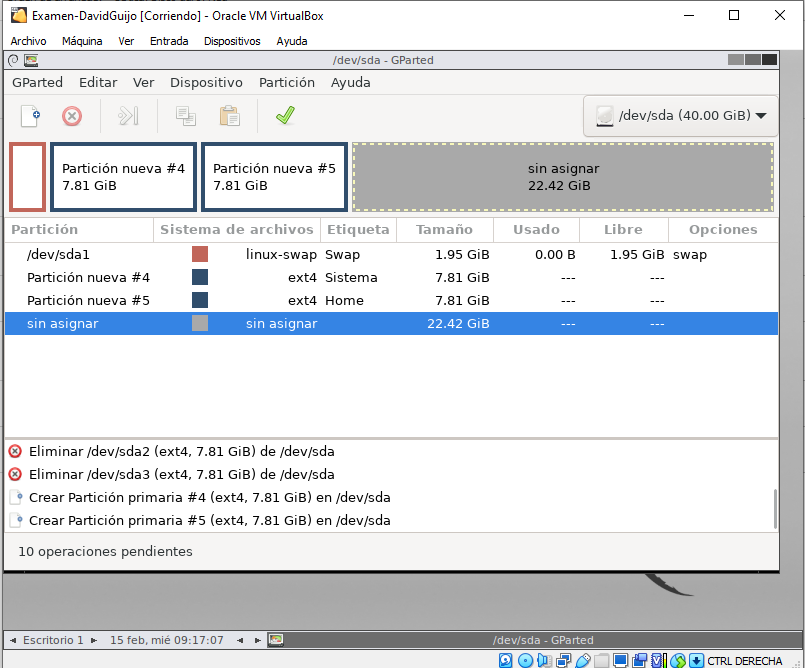 Examen-DavidGuijo [Corriendo] - Oracle VM VirtualBox
Archivo Máquina Ver Entrada Dispositivos Ayuda
/dev/sda - GParted
GParted Editar Ver Dispositivo Partición Ayuda
/dev/sda (40.00 GiB)
Partición nueva #4
7.81 GiB
Partición nueva #5
7.81 GiB
sin asignar
22.42 GiB
Partición Sistema de archivos Etiqueta Tamaño Usado Libre Opciones
/dev/sda1 linux-swap Swap 1.95 GiB 0.00 B 1.95 GiB swap
Partición nueva #4 ext4 Sistema 7.81 GiB --- ---
Partición nueva #5 ext4 Home 7.81 GiB --- ---
sin asignar sin asignar 22.42 GiB --- ---
Eliminar /dev/sda2 (ext4, 7.81 GiB) de /dev/sda
Eliminar /dev/sda3 (ext4, 7.81 GiB) de /dev/sda
Crear Partición primaria #4 (ext4, 7.81 GiB) en /dev/sda
Crear Partición primaria #5 (ext4, 7.81 GiB) en /dev/sda
10 operaciones pendientes
Escritorio 1 15 feb, mié 09:17:07 /dev/sda - GParted
CTRL DERECHA